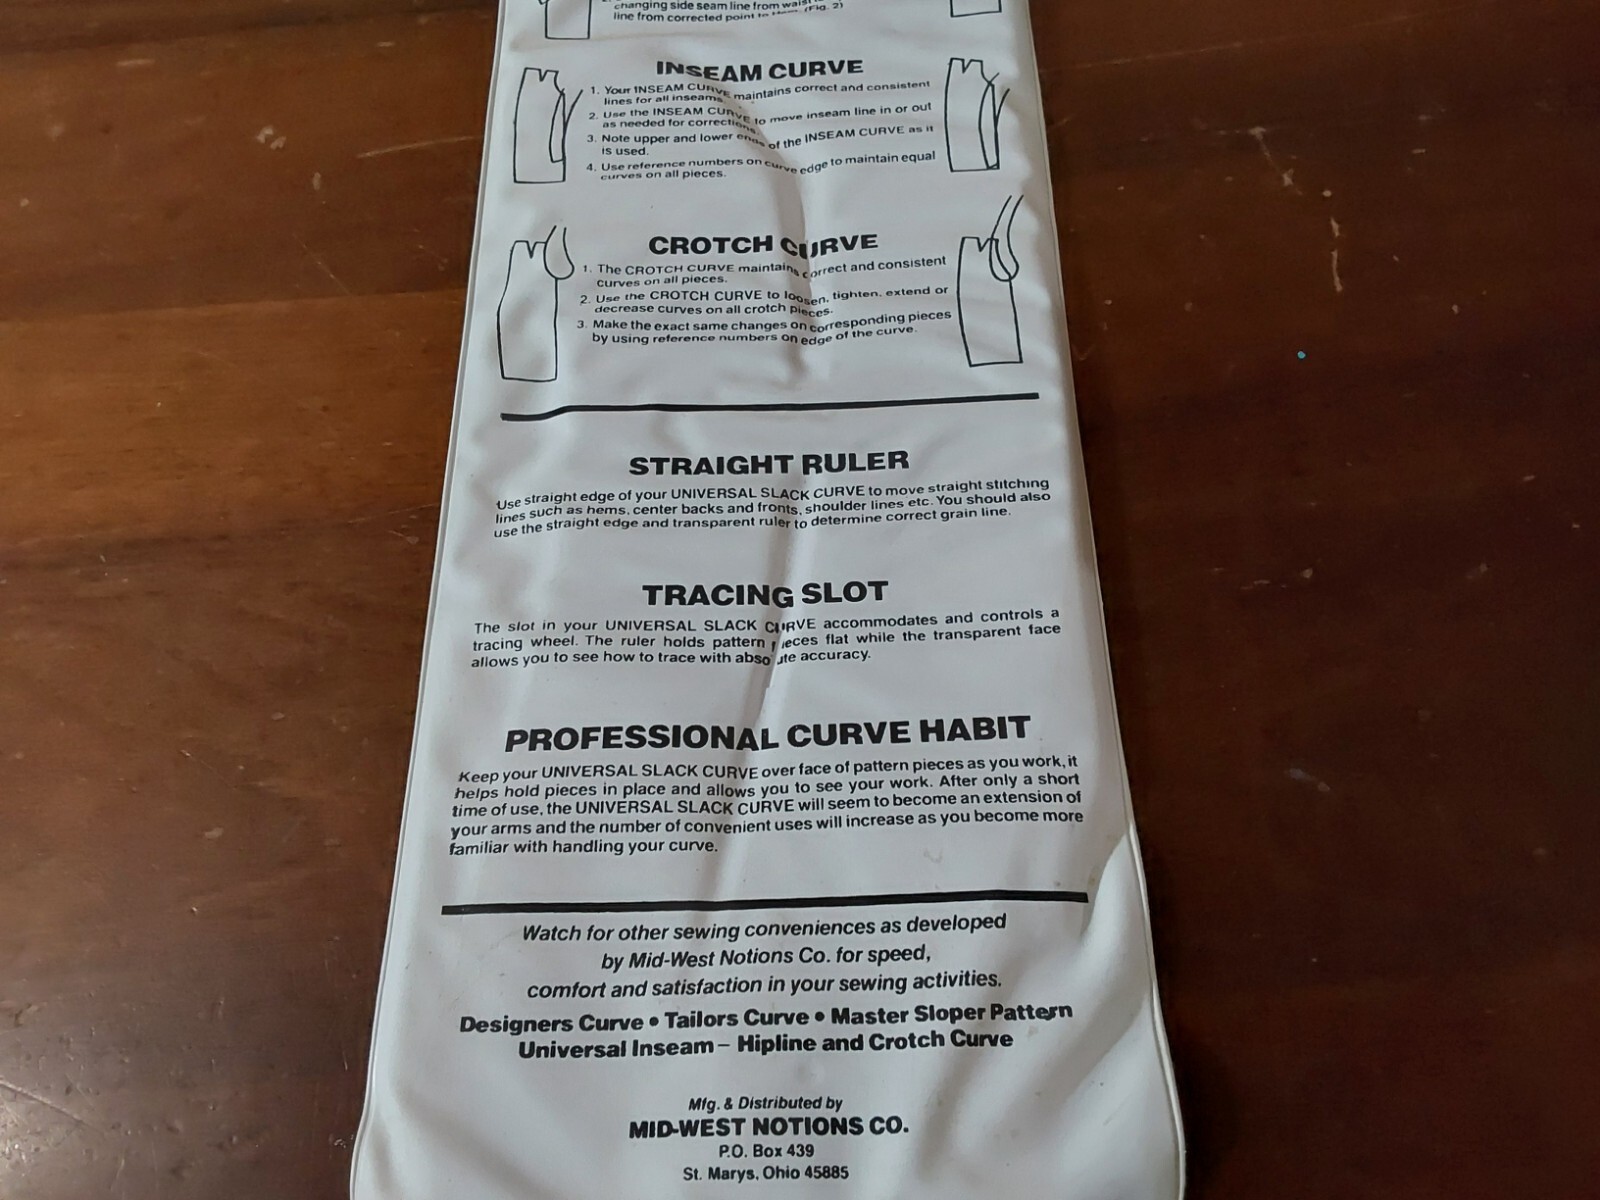 changing side seam line from waist
line from corrected point to (Fig. 2)
INSEAM CURVE
1. Your INSEAM CURVE maintains correct and consistent
lines for all inseams.
2. Use the INSEAM CURVE to move inseam line in or out
as needed for corrections.
3. Note upper and lower ends of the INSEAM CURVE as it
is used.
4. Use reference numbers on curve edge to maintain equal
curves on all pieces.
CROTCH CURVE
1. The CROTCH CURVE maintains correct and consistent
curves on all pieces.
2. Use the CROTCH CURVE to loosen, tighten, extend or
decrease curves on all crotch pieces.
3. Make the exact same changes on corresponding pieces
by using reference numbers on edge of the curve.
STRAIGHT RULER
Use straight edge of your UNIVERSAL SLACK CURVE to move straight stitching
lines such as hems, center backs and fronts, shoulder lines etc. You should also
use the straight edge and transparent ruler to determine correct grain line.
TRACING SLOT
The slot in your UNIVERSAL SLACK CURVE accommodates and controls a
tracing wheel. The ruler holds pattern pieces flat while the transparent face
allows you to see how to trace with absolute accuracy.
PROFESSIONAL CURVE HABIT
Keep your UNIVERSAL SLACK CURVE over face of pattern pieces as you work, it
helps hold pieces in place and allows you to see your work. After only a short
time of use, the UNIVERSAL SLACK CURVE will seem to become an extension of
your arms and the number of convenient uses will increase as you become more
familiar with handling your curve.
Watch for other sewing conveniences as developed
by Mid-West Notions Co. for speed,
comfort and satisfaction in your sewing activities.
Designers Curve • Tailors Curve • Master Sloper Pattern
Universal Inseam – Hipline and Crotch Curve
Mfg. & Distributed by
MID-WEST NOTIONS CO.
P.O. Box 439
St. Marys, Ohio 45885